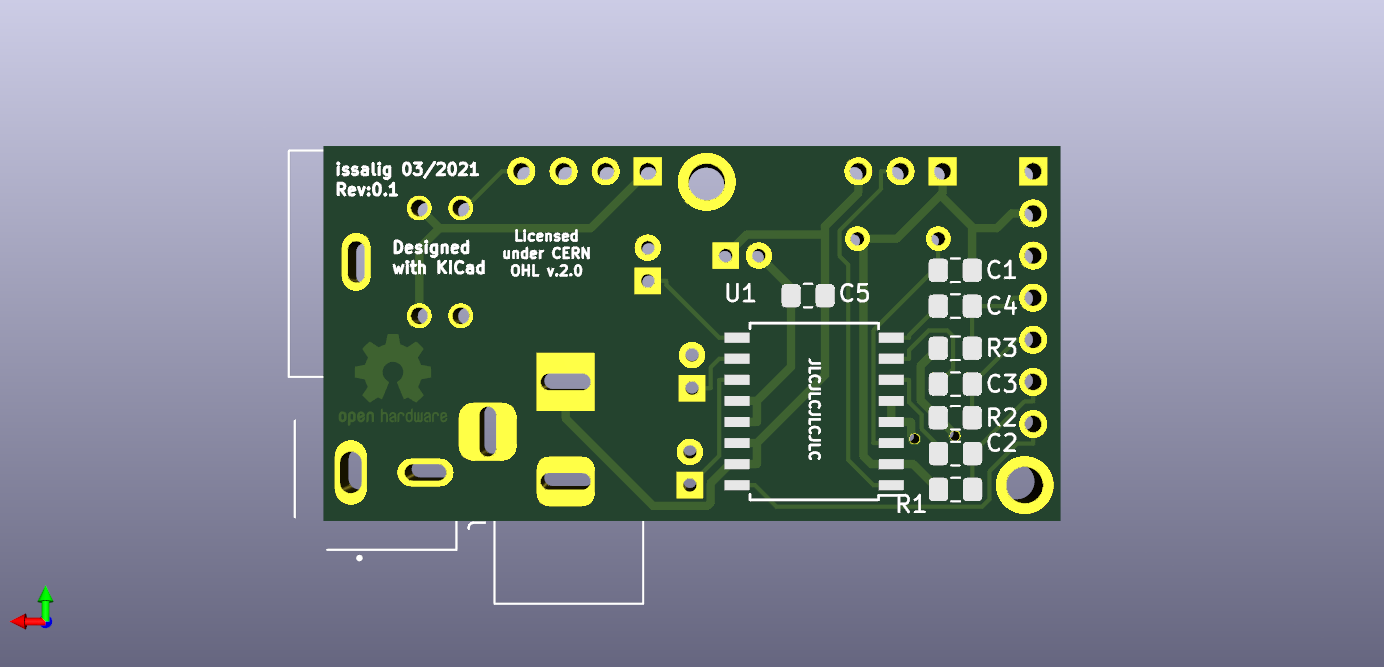 issalig 03/2021
Rev:0.1
Designed
with KiCad
Licensed
under CERN
OHL v.2.0
open hardware
U1
C5
C1
C4
R3
C3
R2
C2
R1
JLCJLCJLCJLC